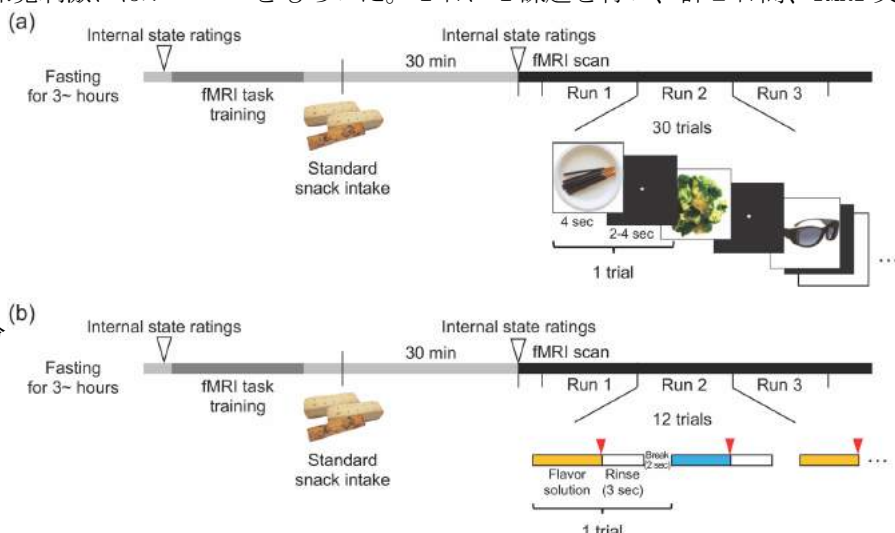 (a)
Internal state ratings
Internal state ratings
30 min
fMRI scan
Fasting
for 3~ hours
fMRI task
training
Run 1
Run 2
Run 3
30 trials
Standard
snack intake
4 sec
2-4 sec
1 trial
...
(b)
Internal state ratings
Internal state ratings
30 min
fMRI scan
Fasting
for 3~ hours
fMRI task
training
Run 1
Run 2
Run 3
12 trials
Standard
snack intake
Break
(2 sec)
...
Flavor
solution
Rinse
(3 sec)
1 trial